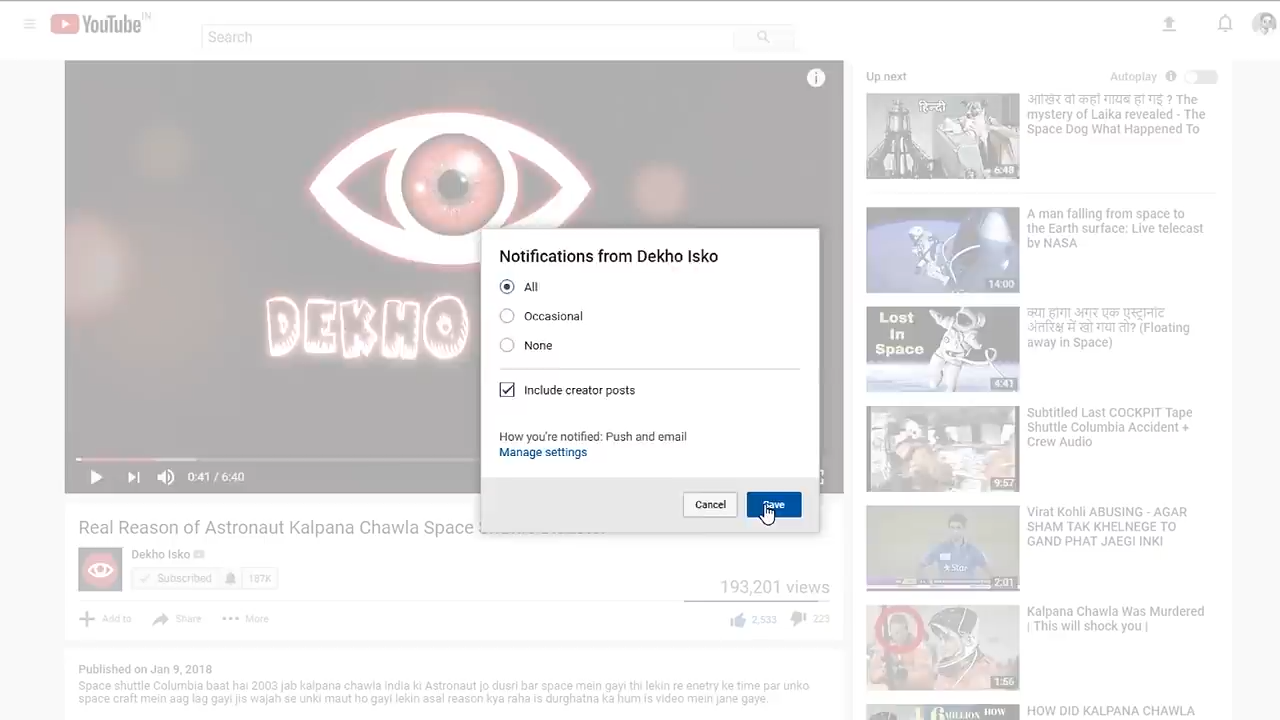 YouTube IN
Search
DEKHO
Notifications from Dekho Isko
All
Occasional
None
Include creator posts
How you're notified: Push and email
Manage settings
Cancel
Save
0:41 / 6:40
Real Reason of Astronaut Kalpana Chawla Space
Dekho Isko
Subscribed 187K
193,201 views
Add to Share More
2,533 223
Published on Jan 9, 2018
Space shuttle Columbia baat hai 2003 jab kalpana chawla india ki Astronaut jo dusri bar space mein gayi thi lekin re enetry ke time par unko
space craft mein aag lag gayi jis wajah se unki maut ho gayi lekin asal reason kya raha is durghatna ka hum is video mein jane gaye.
Up next Autoplay
हिन्दी
6:48
आखिर वो कहाँ गायब हो गई ? The
mystery of Laika revealed - The
Space Dog What Happened To
14:00
A man falling from space to
the Earth surface: Live telecast
by NASA
Lost
In
Space
4:41
क्या होगा अगर एक एस्ट्रोनॉट
अंतरिक्ष में खो गया तो? (Floating
away in Space)
9:57
Subtitled Last COCKPIT Tape
Shuttle Columbia Accident +
Crew Audio
Star
2:01
Virat Kohli ABUSING - AGAR
SHAM TAK KHELNEGE TO
GAND PHAT JAEGI INKI
1:56
Kalpana Chawla Was Murdered
| This will shock you |
1.6 MILLION HOW
HOW DID KALPANA CHAWLA